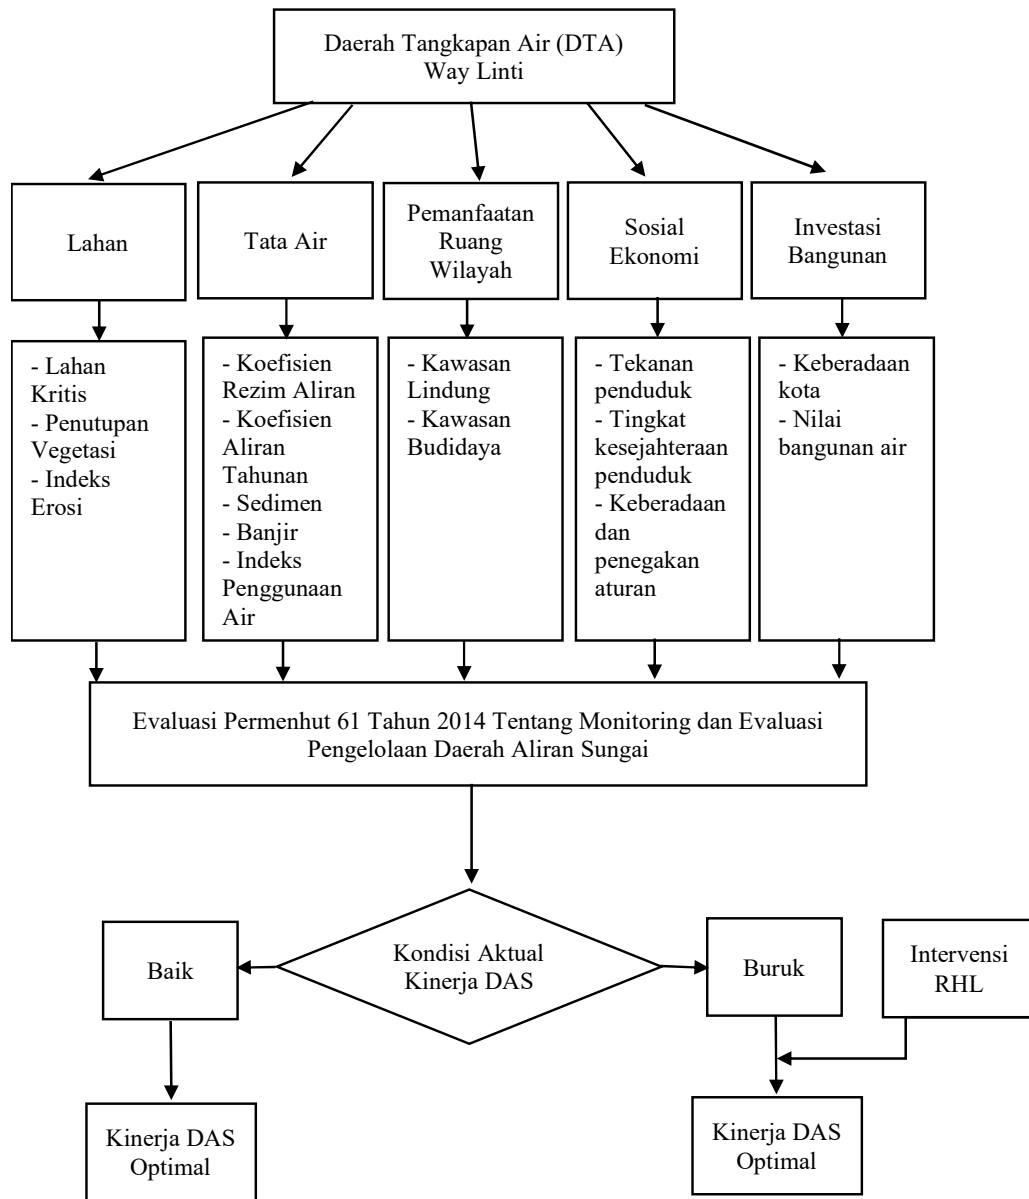 Daerah Tangkapan Air (DTA)
Way Linti
Lahan
Tata Air
Pemanfaatan
Ruang
Wilayah
Sosial
Ekonomi
Investasi
Bangunan
- Lahan
Kritis
- Penutupan
Vegetasi
- Indeks
Erosi
- Koefisien
Rezim Aliran
- Koefisien
Aliran
Tahunan
- Sedimen
- Banjir
- Indeks
Penggunaan
Air
- Kawasan
Lindung
- Kawasan
Budidaya
- Tekanan
penduduk
- Tingkat
kesejahteraan
penduduk
- Keberadaan
dan
penegakan
aturan
- Keberadaan
kota
- Nilai
bangunan air
Evaluasi Permenhut 61 Tahun 2014 Tentang Monitoring dan Evaluasi
Pengelolaan Daerah Aliran Sungai
Baik
Kondisi Aktual
Kinerja DAS
Buruk
Intervensi
RHL
Kinerja DAS
Optimal
Kinerja DAS
Optimal